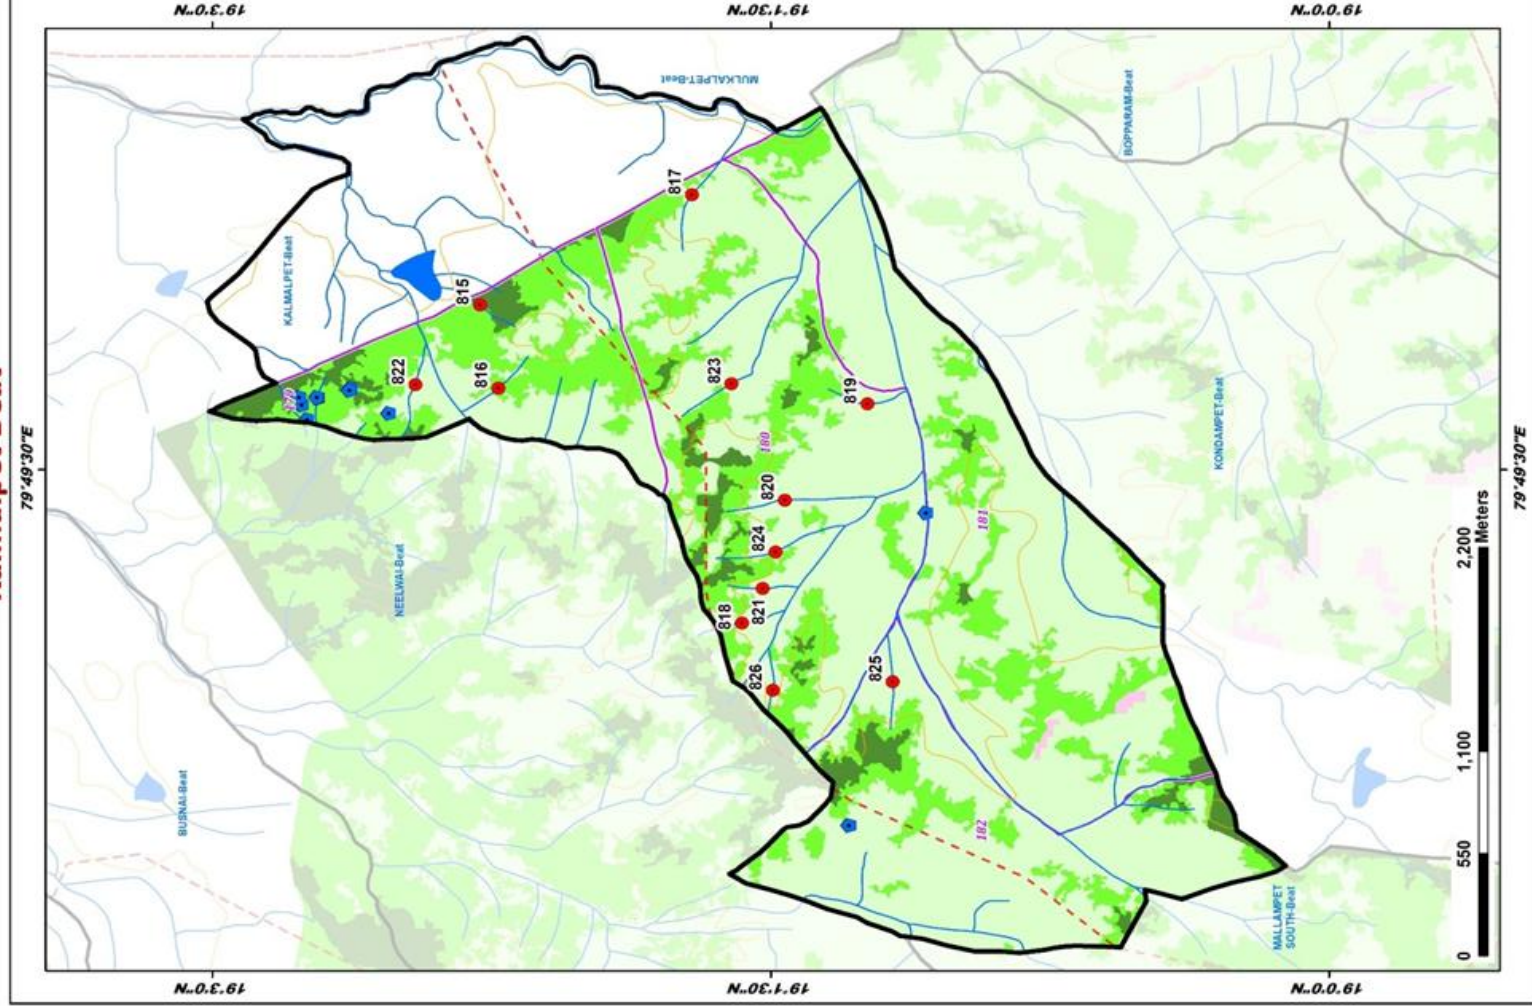 19°3'0"N
19°1'30"N
19°0'0"N
79°49'30"E
MULKALPET-Beat
BOPPARAM-Beat
KALMALPET-Beat
817
815
822
816
823
819
179
180
KONDAMPET-Beat
820
824
181
NEELWAI-Beat
821
818
826
825
BUSNAI-Beat
182
MALLAMPET
SOUTH-Beat
0
550
1,100
2,200
Meters
79°49'30"E
19°3'0"N
19°1'30"N
19°0'0"N